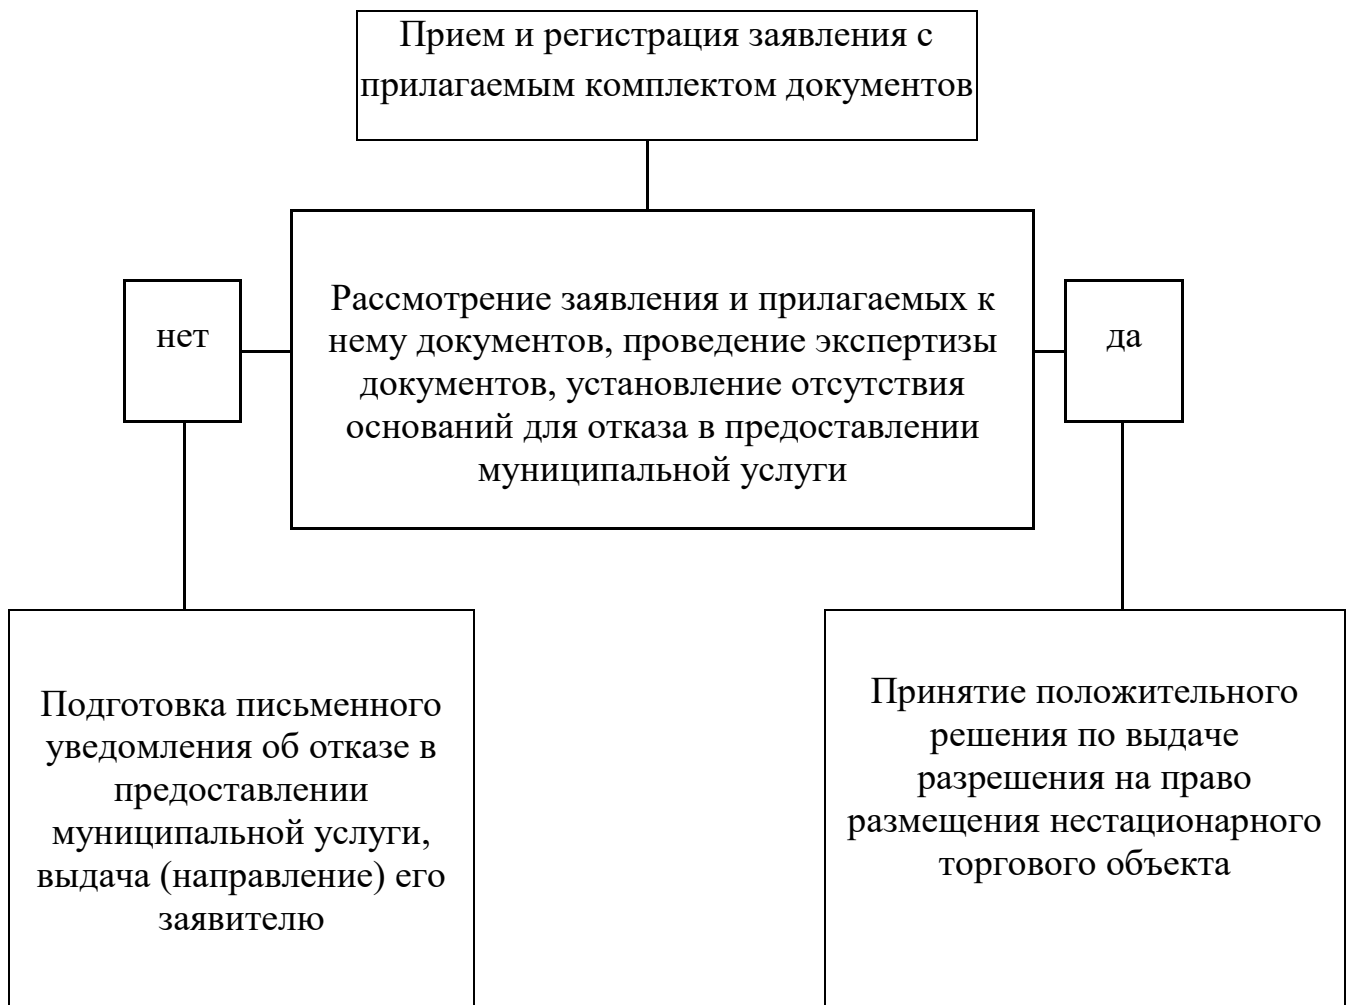 Прием и регистрация заявления с
прилагаемым комплектом документов
нет
Рассмотрение заявления и прилагаемых к
нему документов, проведение экспертизы
документов, установление отсутствия
оснований для отказа в предоставлении
муниципальной услуги
да
Подготовка письменного
уведомления об отказе в
предоставлении
муниципальной услуги,
выдача (направление) его
заявителю
Принятие положительного
решения по выдаче
разрешения на право
размещения нестационарного
торгового объекта